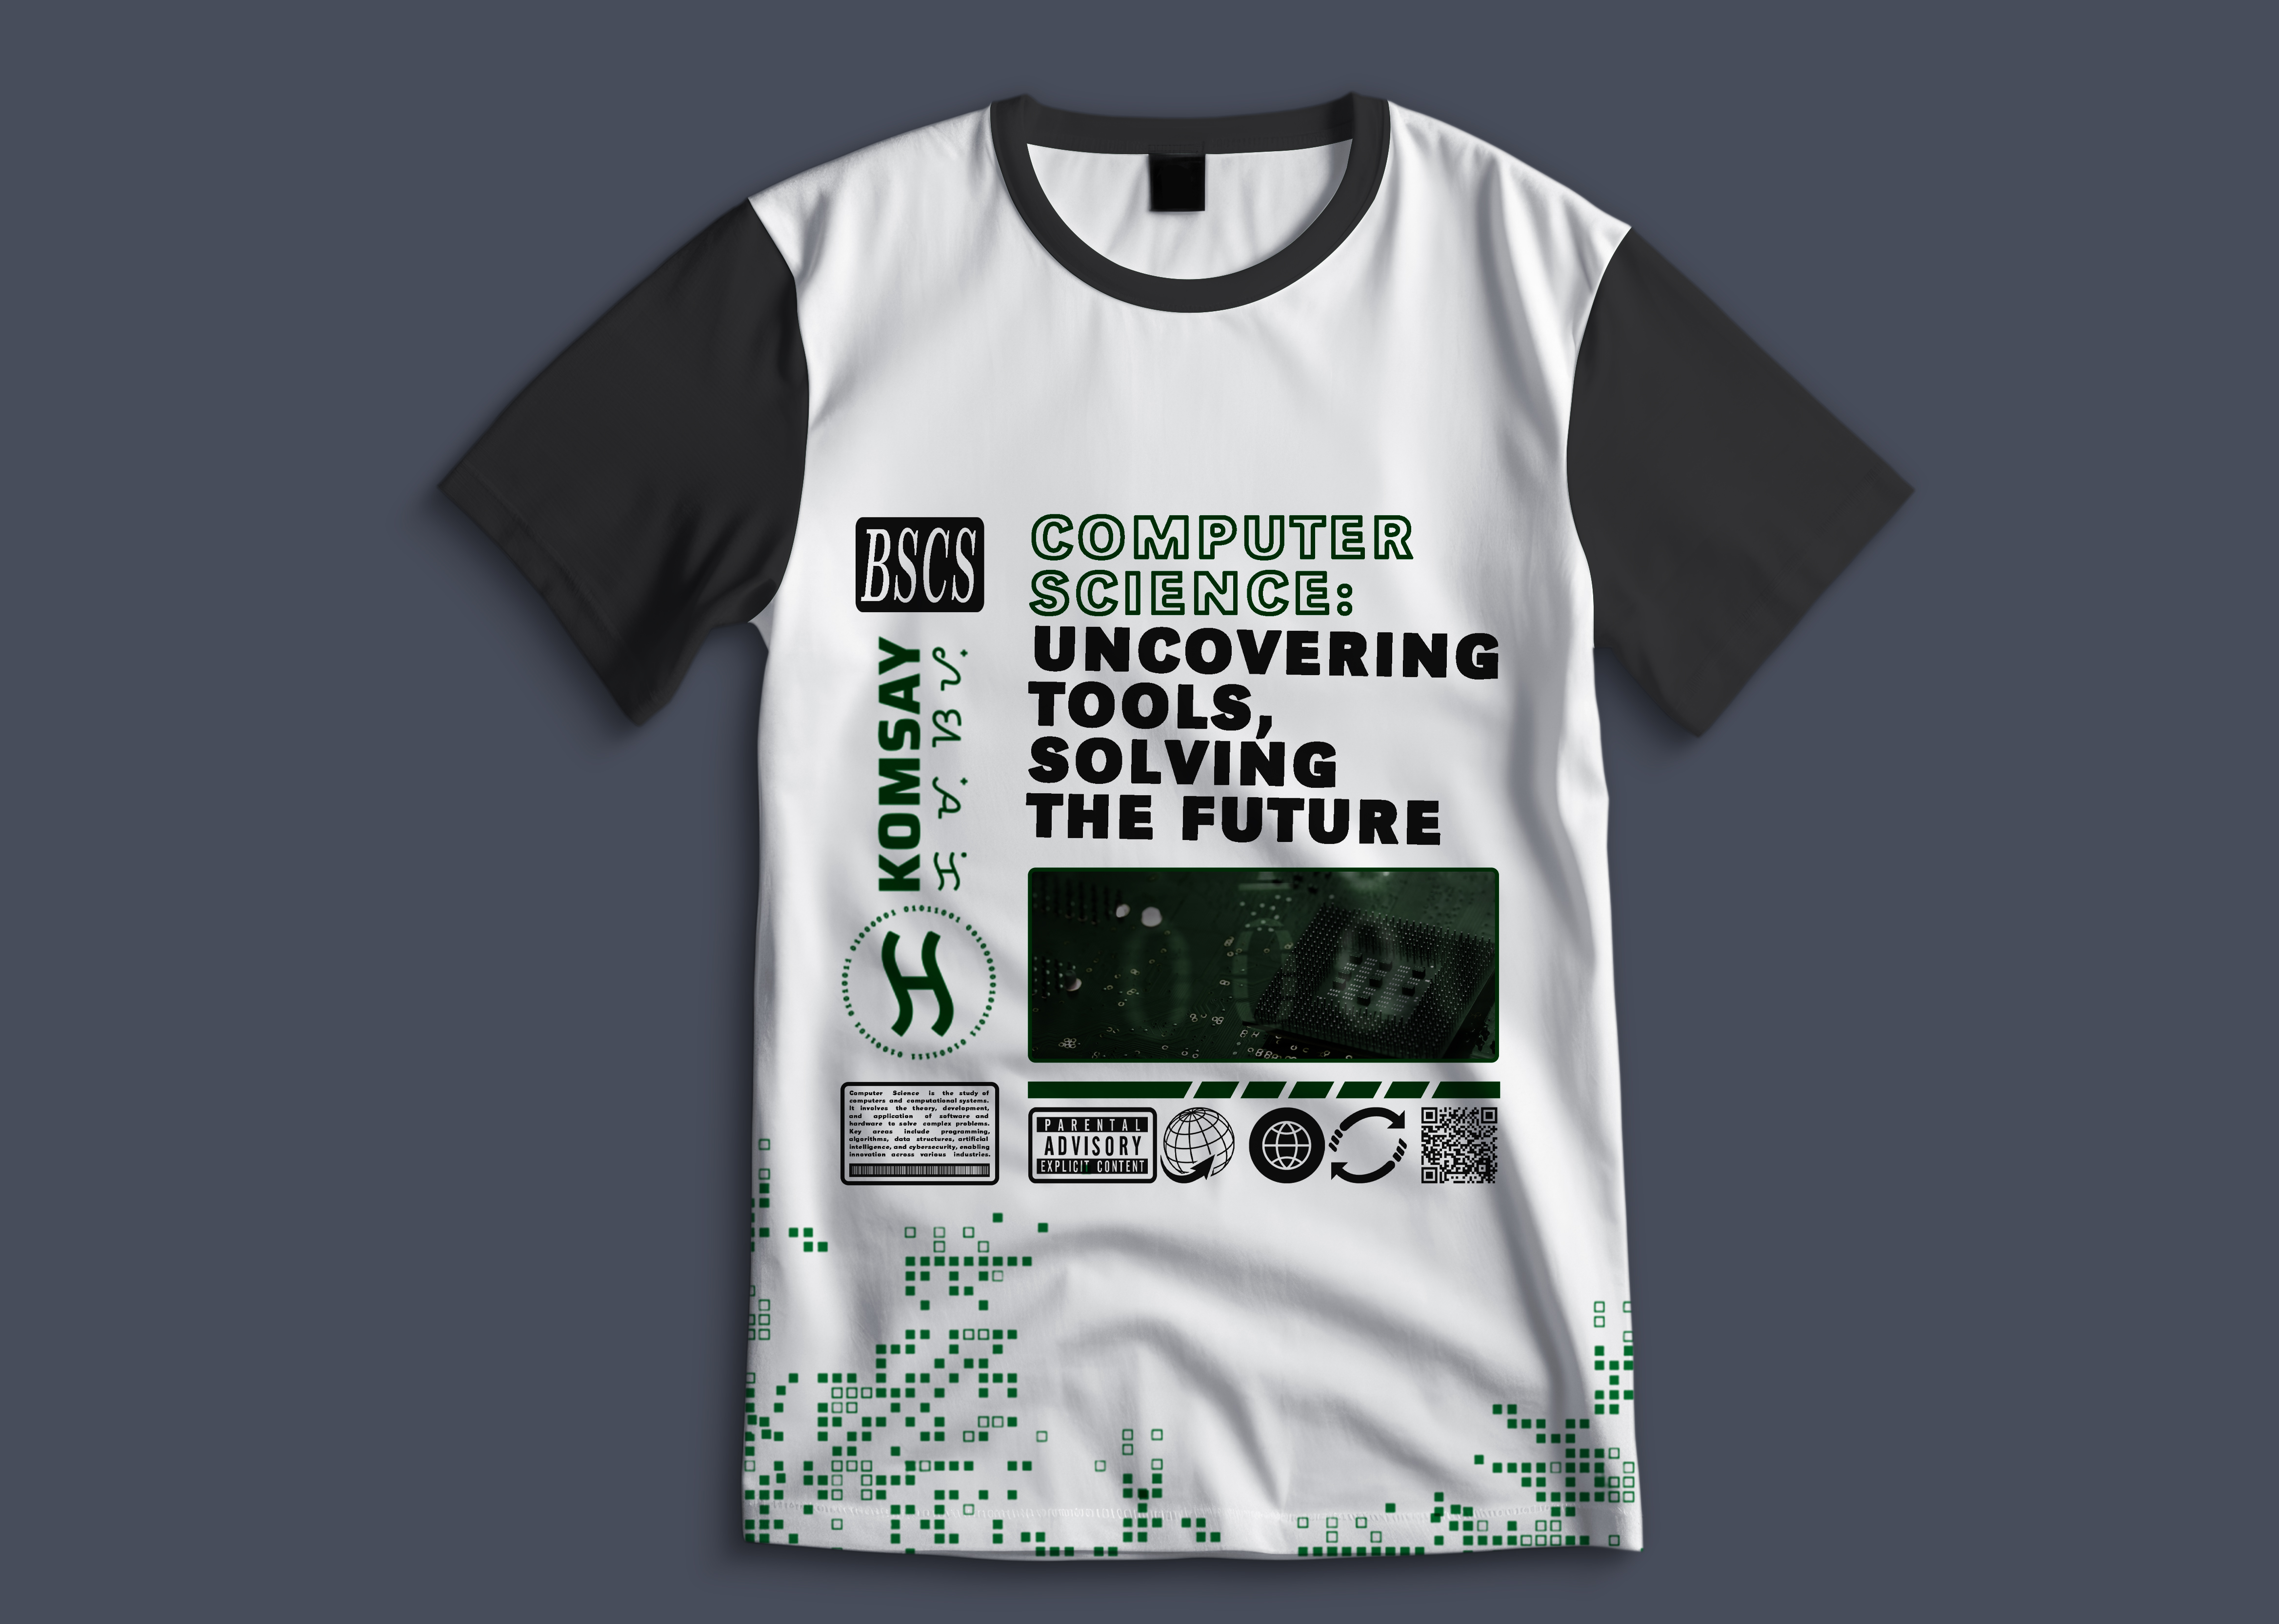 BSCS
COMPUTER
SCIENCE:
UNCOVERING
TOOLS,
SOLVING
THE FUTURE
KOMSAY
ᜃᜓ ᜋ᜔ ᜐ ᜌ᜔
ᜃ
Computer Science is the study of
computers and computational systems.
It involves the theory, development,
and application of software and
hardware to solve complex problems.
Key areas include programming,
algorithms, data structures, artificial
intelligence, and cybersecurity, enabling
innovation across various industries.
PARENTAL
ADVISORY
EXPLICIT CONTENT